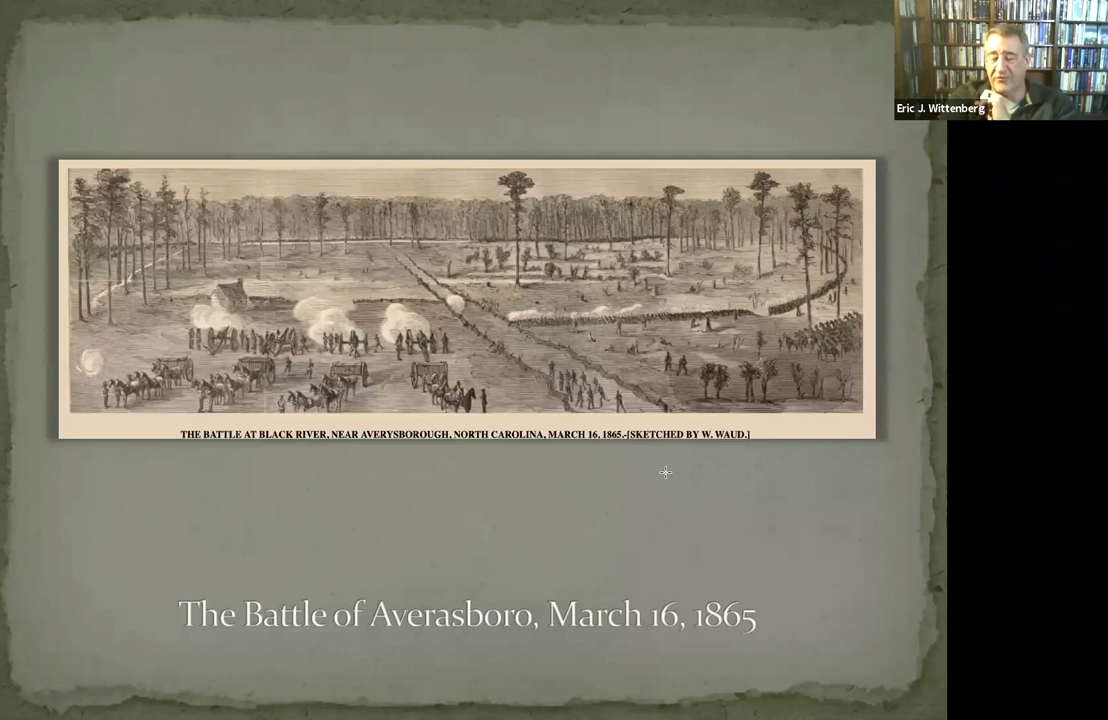 Eric J. Wittenberg
THE BATTLE AT BLACK RIVER, NEAR AVERYSBOROUGH, NORTH CAROLINA, MARCH 16, 1865.-[SKETCHED BY W. WAUD.]
The Battle of Averasboro, March 16, 1865